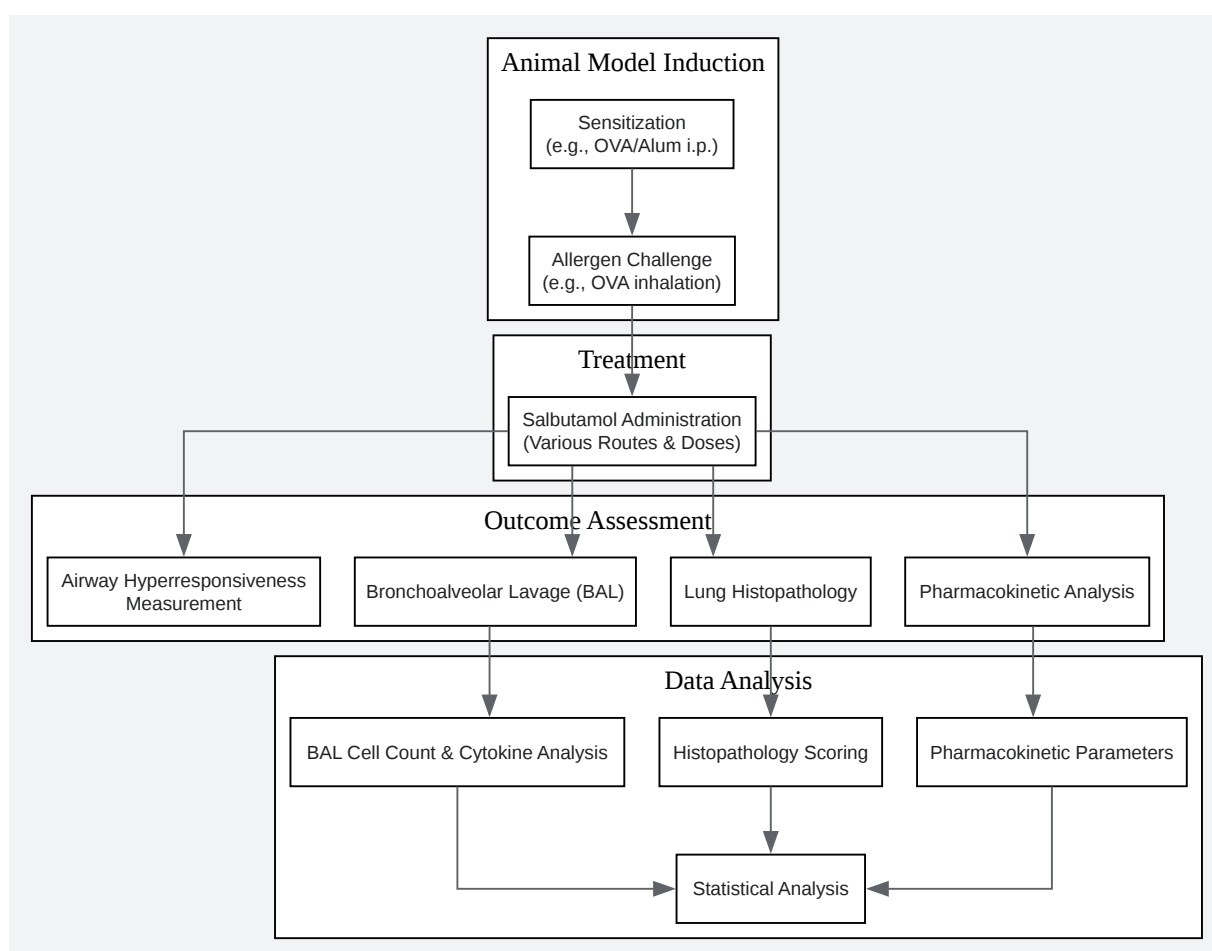 Animal Model Induction
Sensitization
(e.g., OVA/Alum i.p.)
Allergen Challenge
(e.g., OVA inhalation)
Treatment
Salbutamol Administration
(Various Routes & Doses)
Outcome Assessment
Airway Hyperresponsiveness
Measurement
Bronchoalveolar Lavage (BAL)
Lung Histopathology
Pharmacokinetic Analysis
Data Analysis
BAL Cell Count & Cytokine Analysis
Histopathology Scoring
Pharmacokinetic Parameters
Statistical Analysis